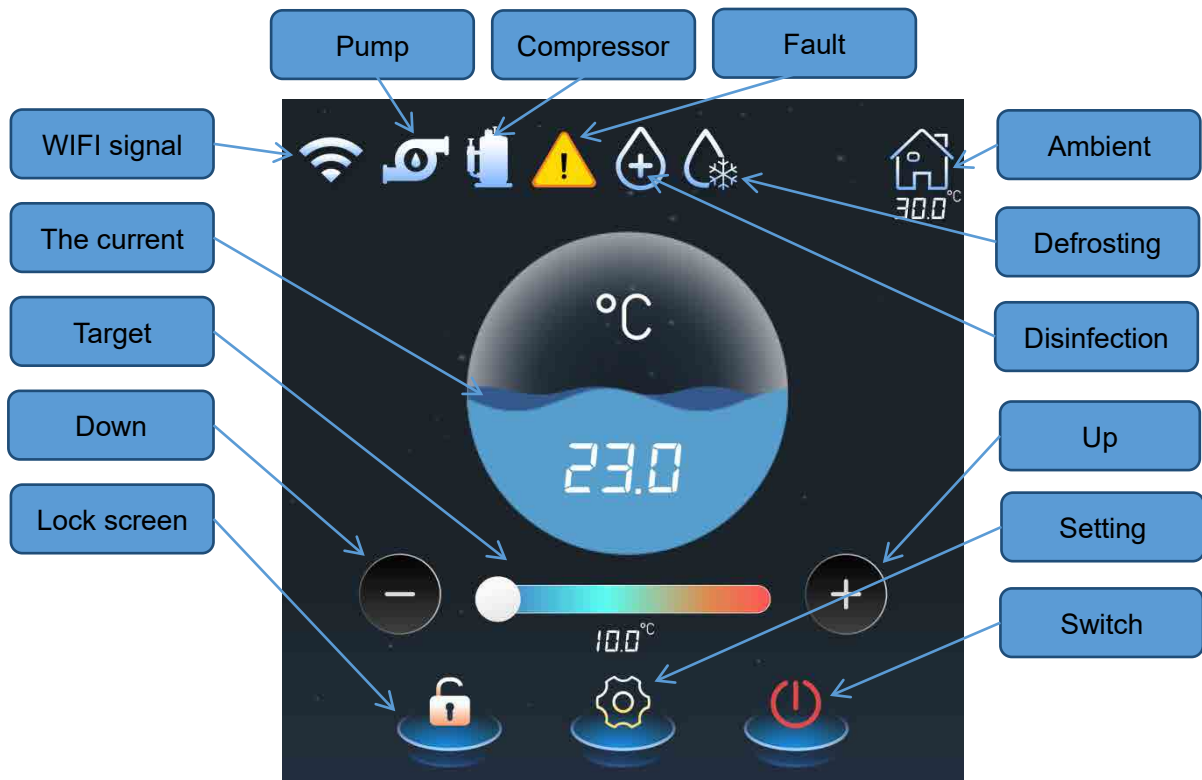 Pump
Compressor
Fault
WIFI signal
Ambient
30.0°C
The current
Defrosting
°C
Target
Disinfection
Down
Up
23.0
Lock screen
Setting
10.0°C
Switch